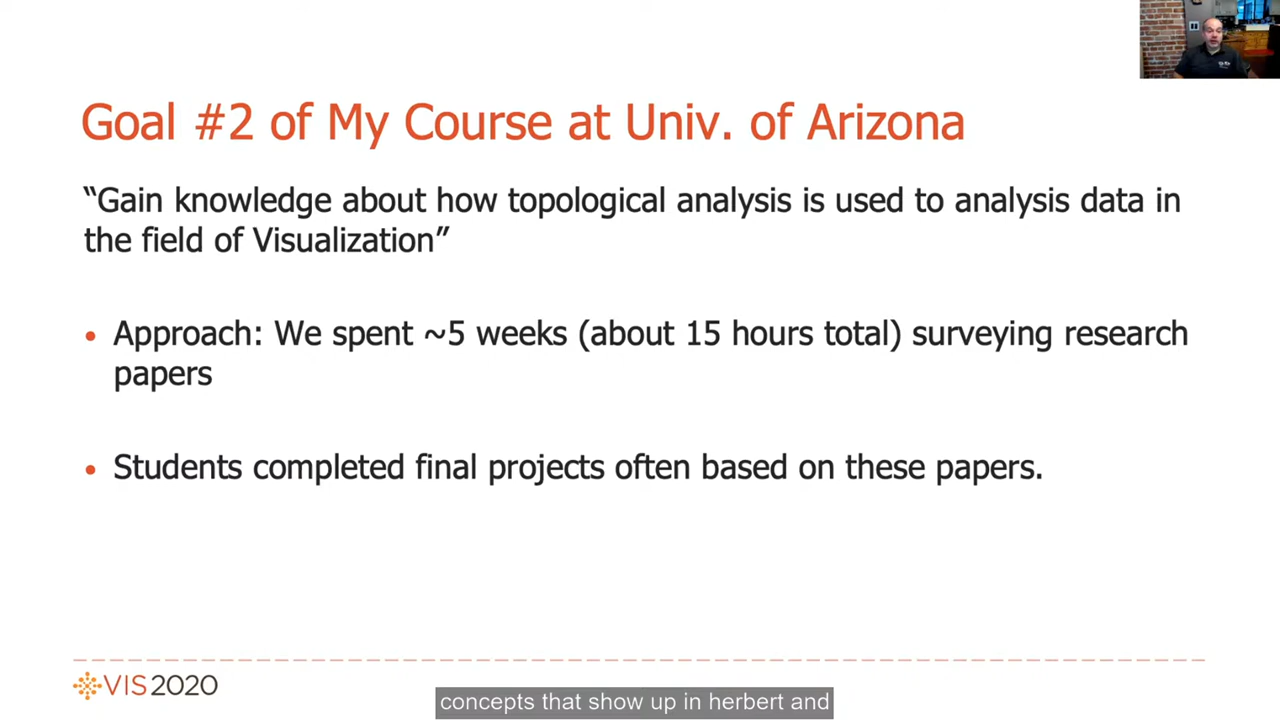 Goal #2 of My Course at Univ. of Arizona
“Gain knowledge about how topological analysis is used to analysis data in
the field of Visualization”
• Approach: We spent ~5 weeks (about 15 hours total) surveying research
papers
• Students completed final projects often based on these papers.
VIS2020
concepts that show up in herbert and